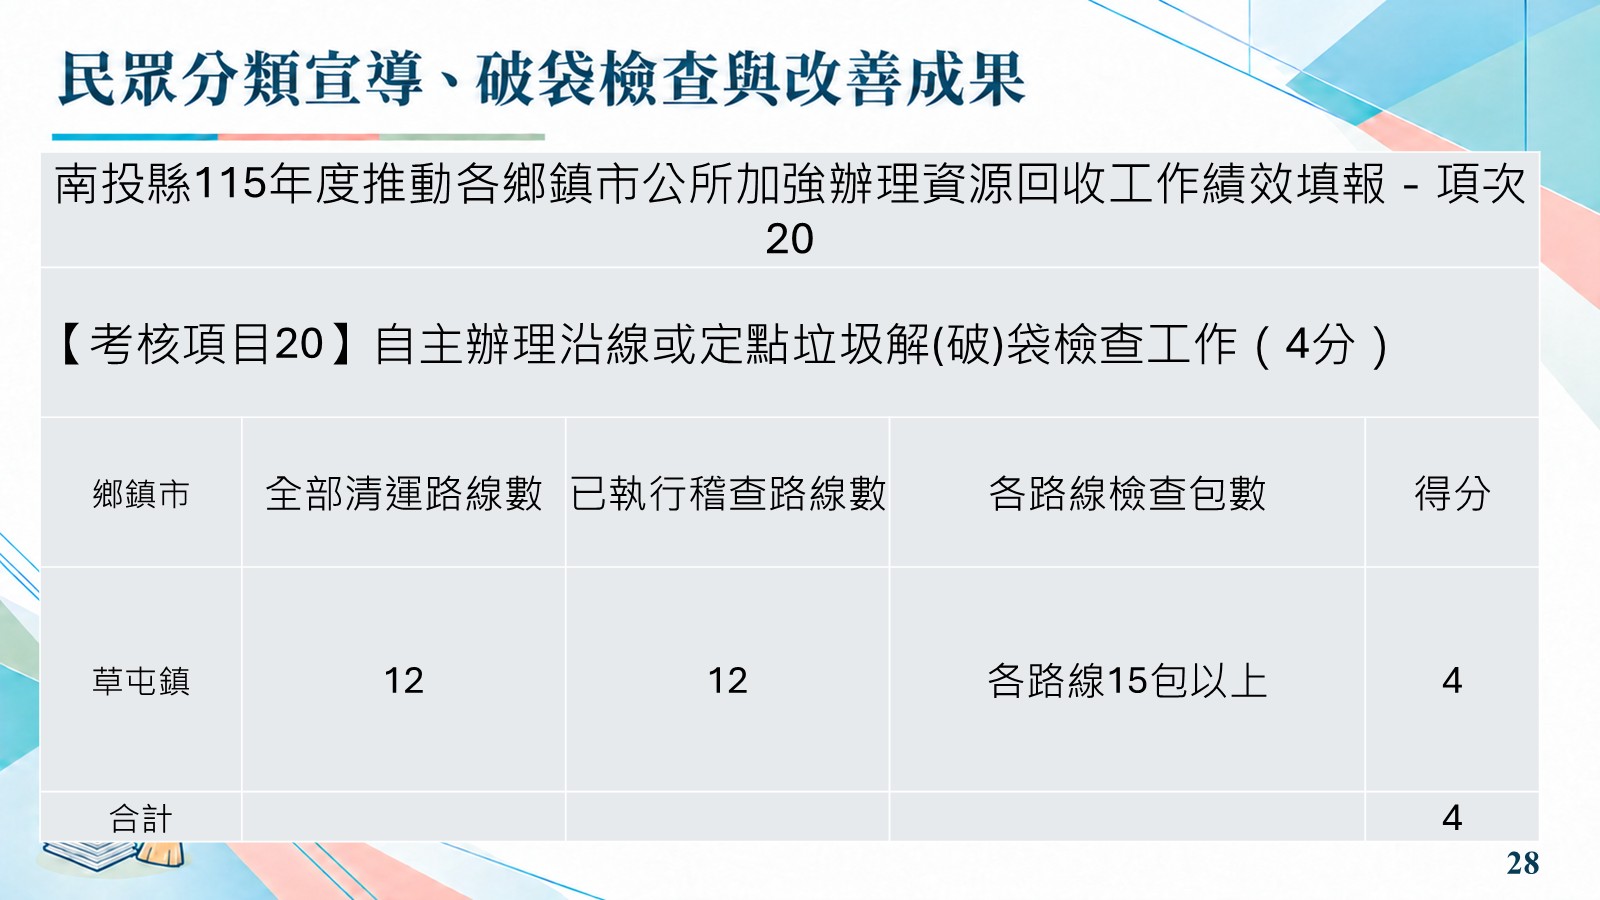 民眾分類宣導、破袋檢查與改善成果
南投縣115年度推動各鄉鎮市公所加強辦理資源回收工作績效填報 - 項次
20
【考核項目20】自主辦理沿線或定點垃圾解(破)袋檢查工作（4分）
鄉鎮市 全部清運路線數 已執行稽查路線數 各路線檢查包數 得分
草屯鎮 12 12 各路線15包以上 4
合計 4
28